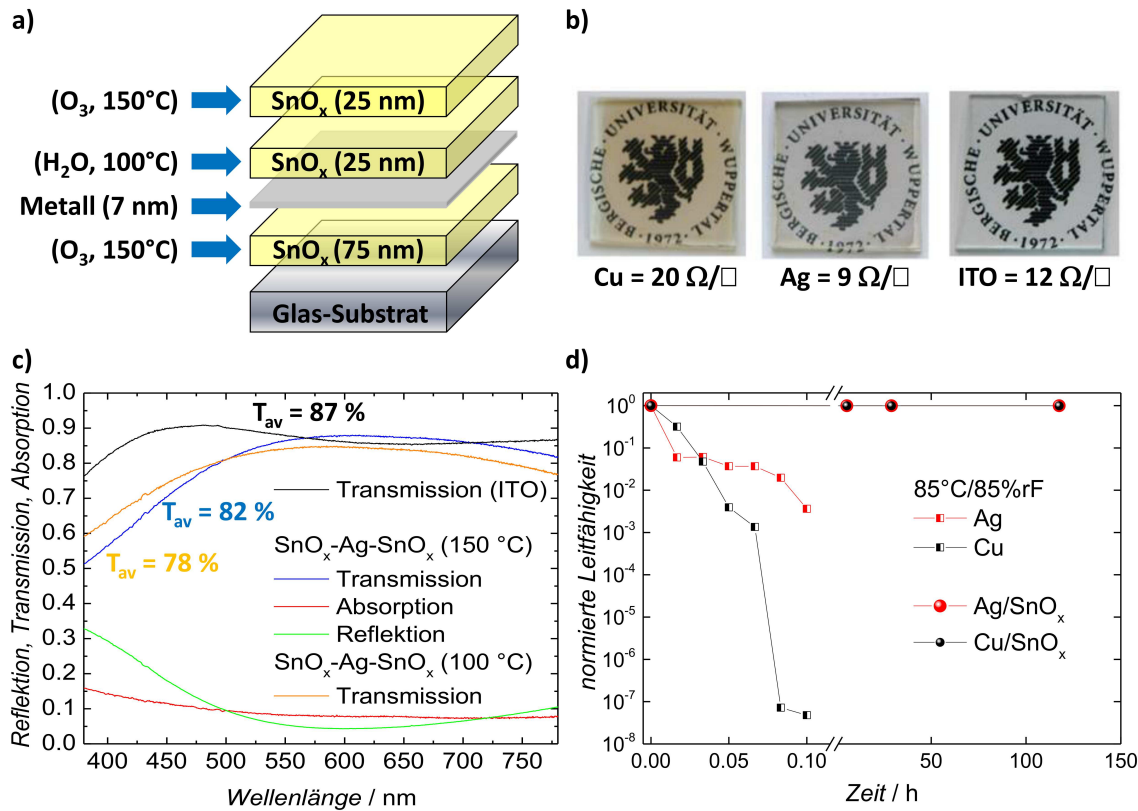 a)
(O₃, 150°C)
SnOₓ (25 nm)
(H₂O, 100°C)
SnOₓ (25 nm)
Metall (7 nm)
(O₃, 150°C)
SnOₓ (75 nm)
Glas-Substrat
b)
BERGISCHE · UNIVERSITÄT · WUPPERTAL · 1972 ·
BERGISCHE · UNIVERSITÄT · WUPPERTAL · 1972 ·
BERGISCHE · UNIVERSITÄT · WUPPERTAL · 1972 ·
Cu = 20 Ω/□
Ag = 9 Ω/□
ITO = 12 Ω/□
c)
Reflektion, Transmission, Absorption
1.0
0.9
0.8
0.7
0.6
0.5
0.4
0.3
0.2
0.1
0.0
T_av = 87 %
T_av = 82 %
T_av = 78 %
Transmission (ITO)
SnOₓ-Ag-SnOₓ (150 °C)
Transmission
Absorption
Reflektion
SnOₓ-Ag-SnOₓ (100 °C)
Transmission
400 450 500 550 600 650 700 750
Wellenlänge / nm
d)
normierte Leitfähigkeit
10⁰
10⁻¹
10⁻²
10⁻³
10⁻⁴
10⁻⁵
10⁻⁶
10⁻⁷
10⁻⁸
85°C/85%rF
Ag
Cu
Ag/SnOₓ
Cu/SnOₓ
0.00 0.05 0.10 50 100 150
Zeit / h